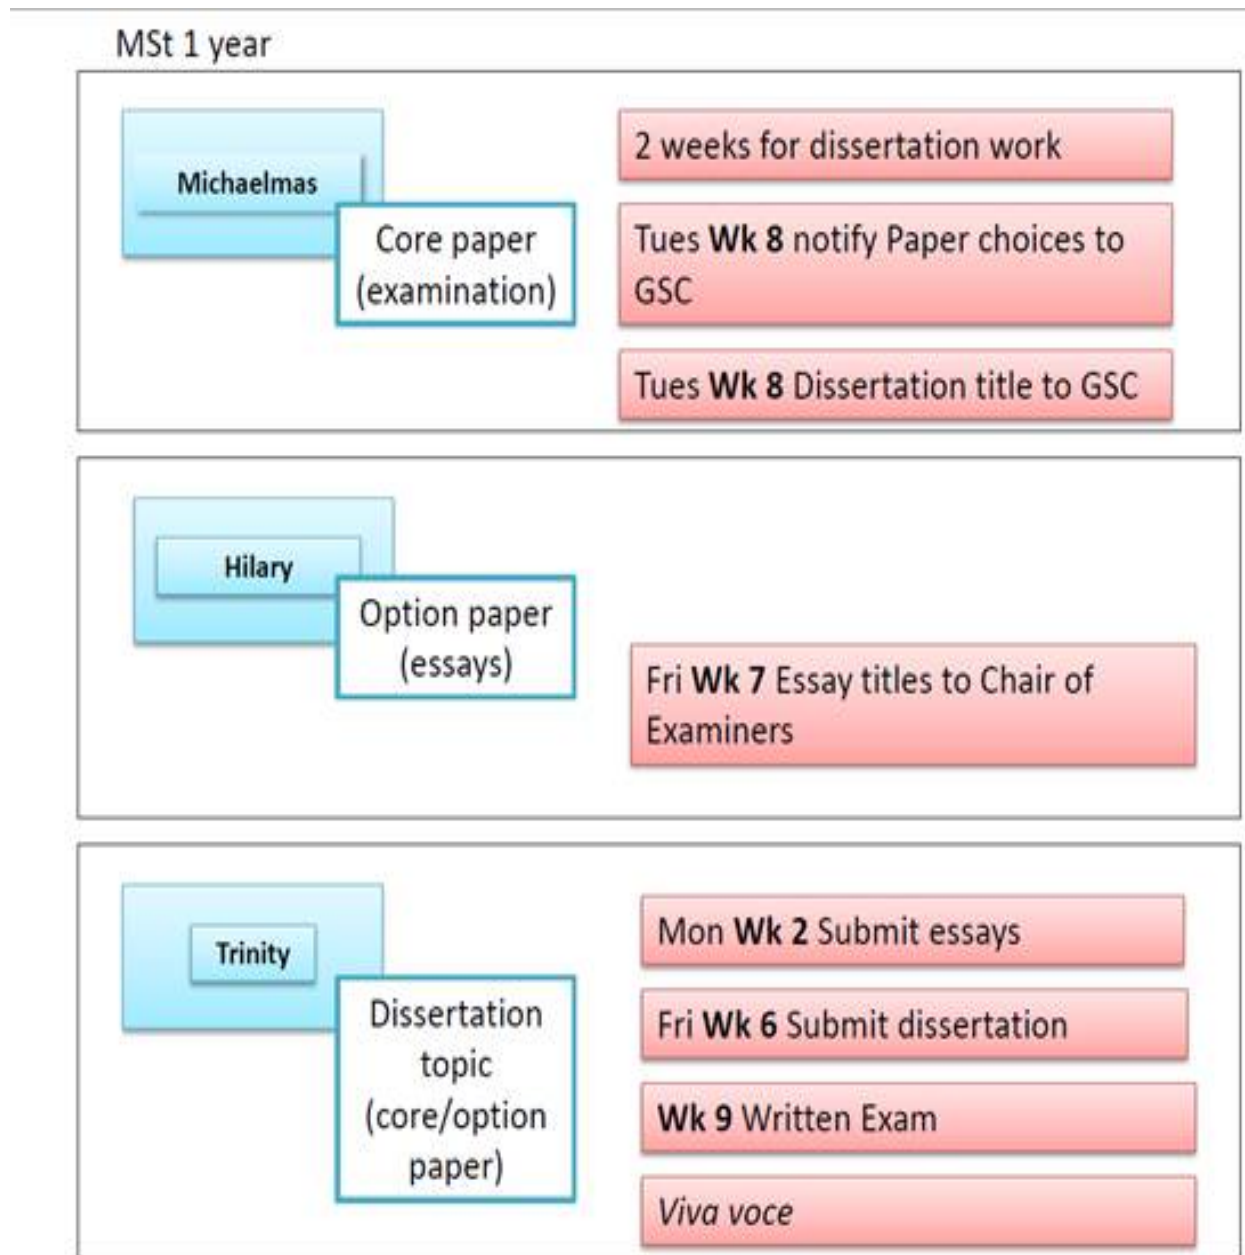 MSt 1 year
Michaelmas
Core paper
(examination)
2 weeks for dissertation work
Tues Wk 8 notify Paper choices to
GSC
Tues Wk 8 Dissertation title to GSC
Hilary
Option paper
(essays)
Fri Wk 7 Essay titles to Chair of
Examiners
Trinity
Dissertation
topic
(core/option
paper)
Mon Wk 2 Submit essays
Fri Wk 6 Submit dissertation
Wk 9 Written Exam
Viva voce